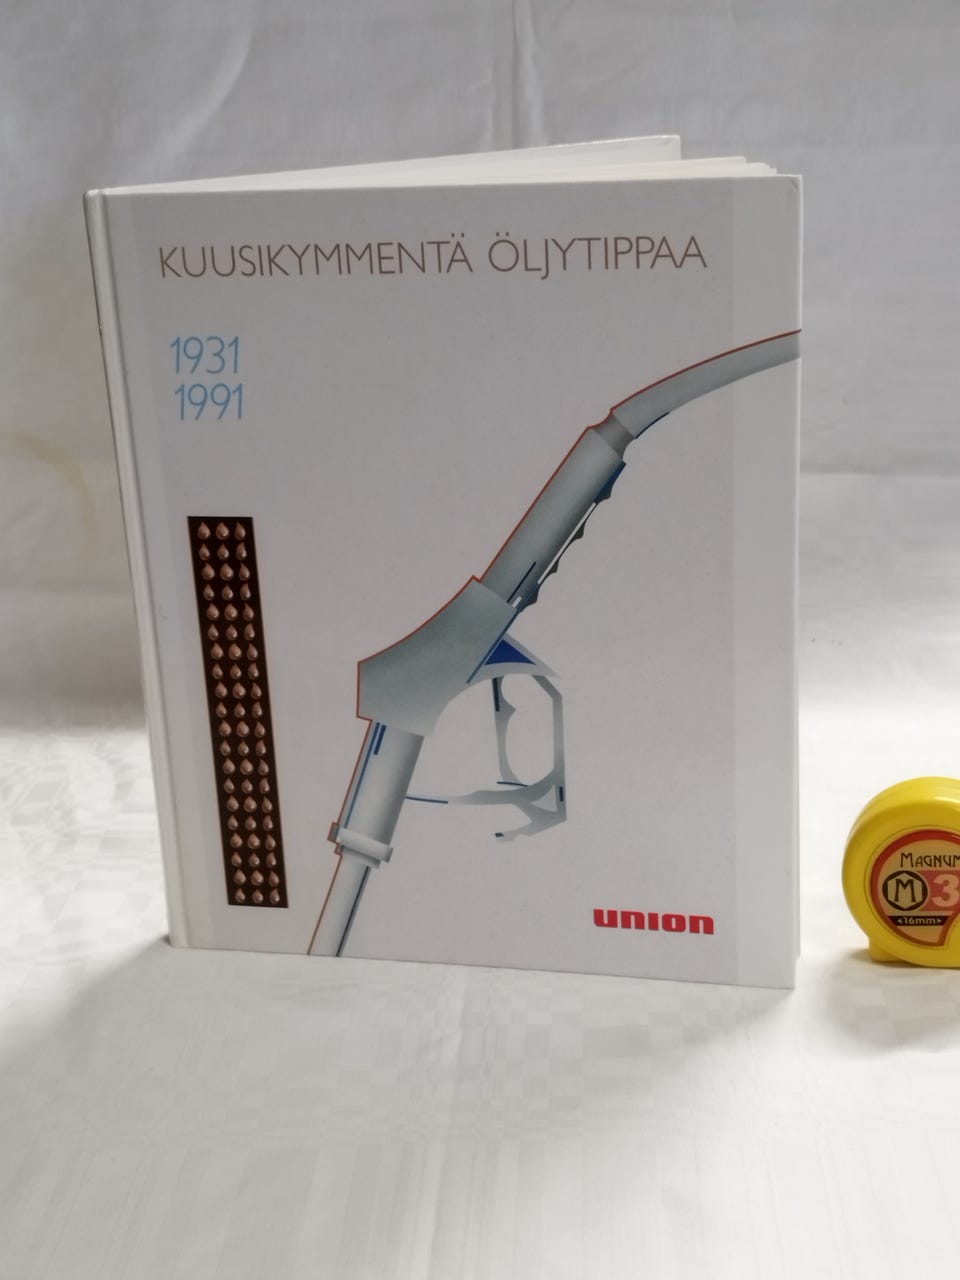 KUUSIKYMMENTÄ ÖLJYTIPPAA
1931
1991
union
MAGNUM
M 3
16mm